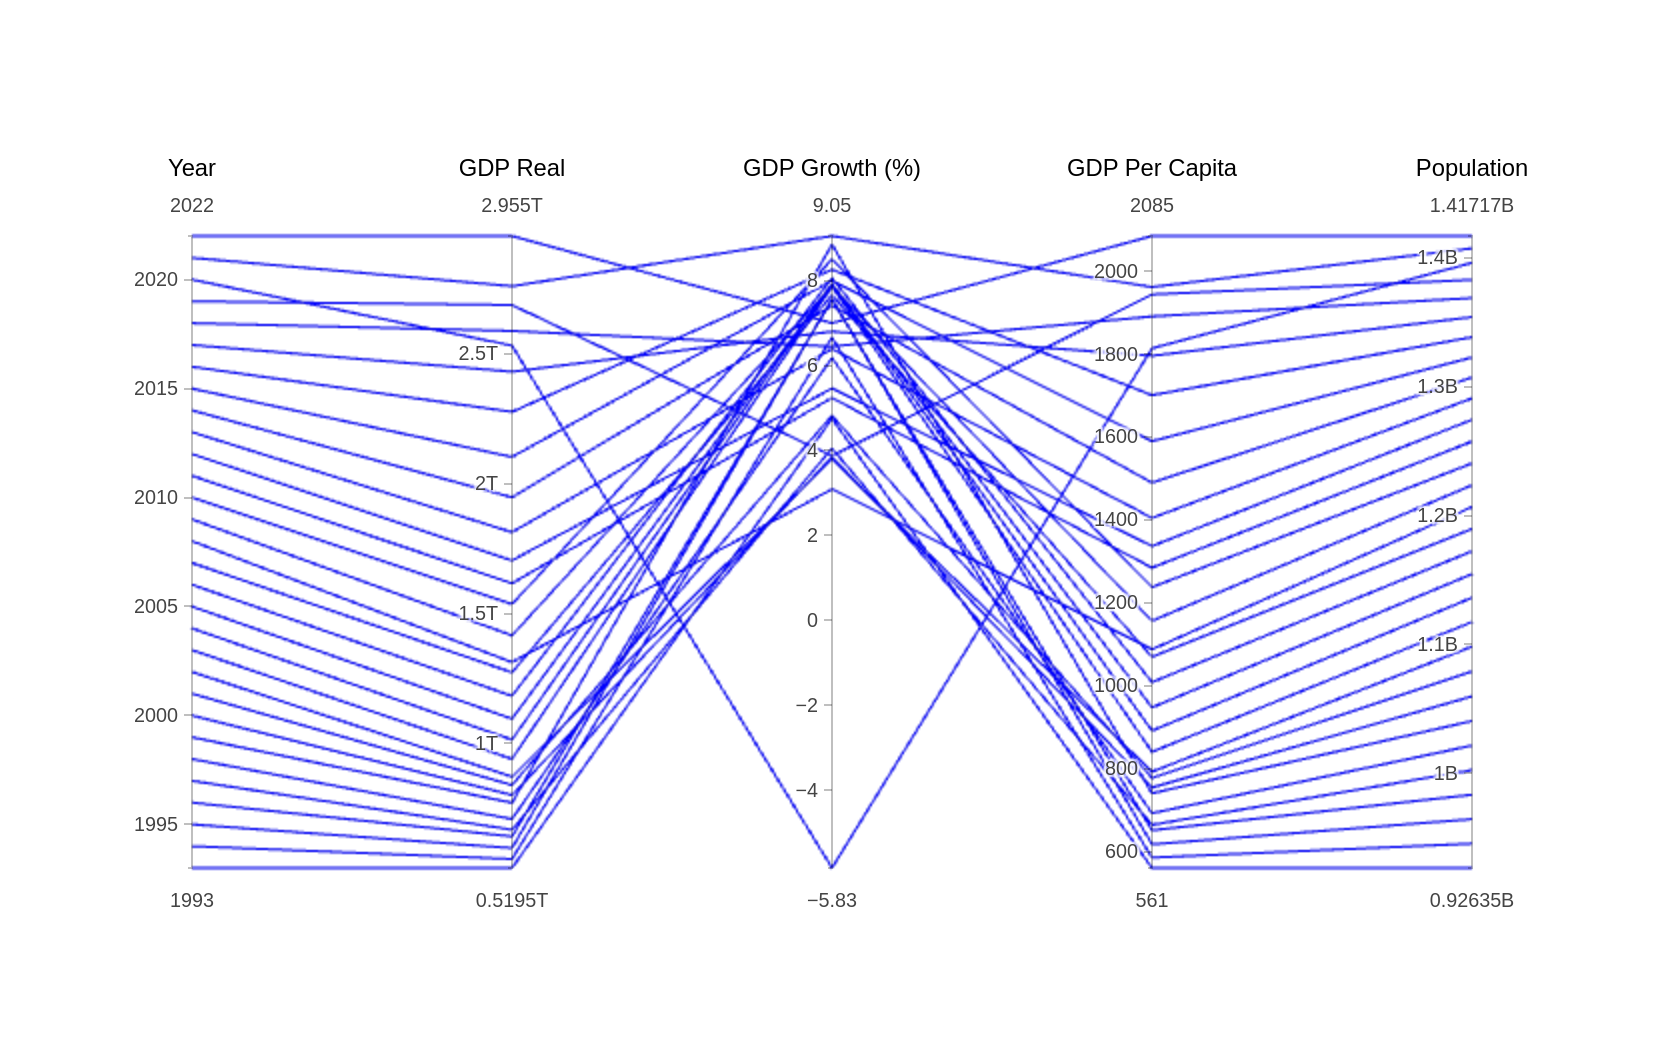 Year GDP Real GDP Growth (%) GDP Per Capita Population
2022 2.955T 9.05 2085 1.41717B
2020
2015
2010
2005
2000
1995
2.5T
2T
1.5T
1T
8
6
4
2
0
−2
−4
2000
1800
1600
1400
1200
1000
800
600
1.4B
1.3B
1.2B
1.1B
1B
1993 0.5195T −5.83 561 0.92635B